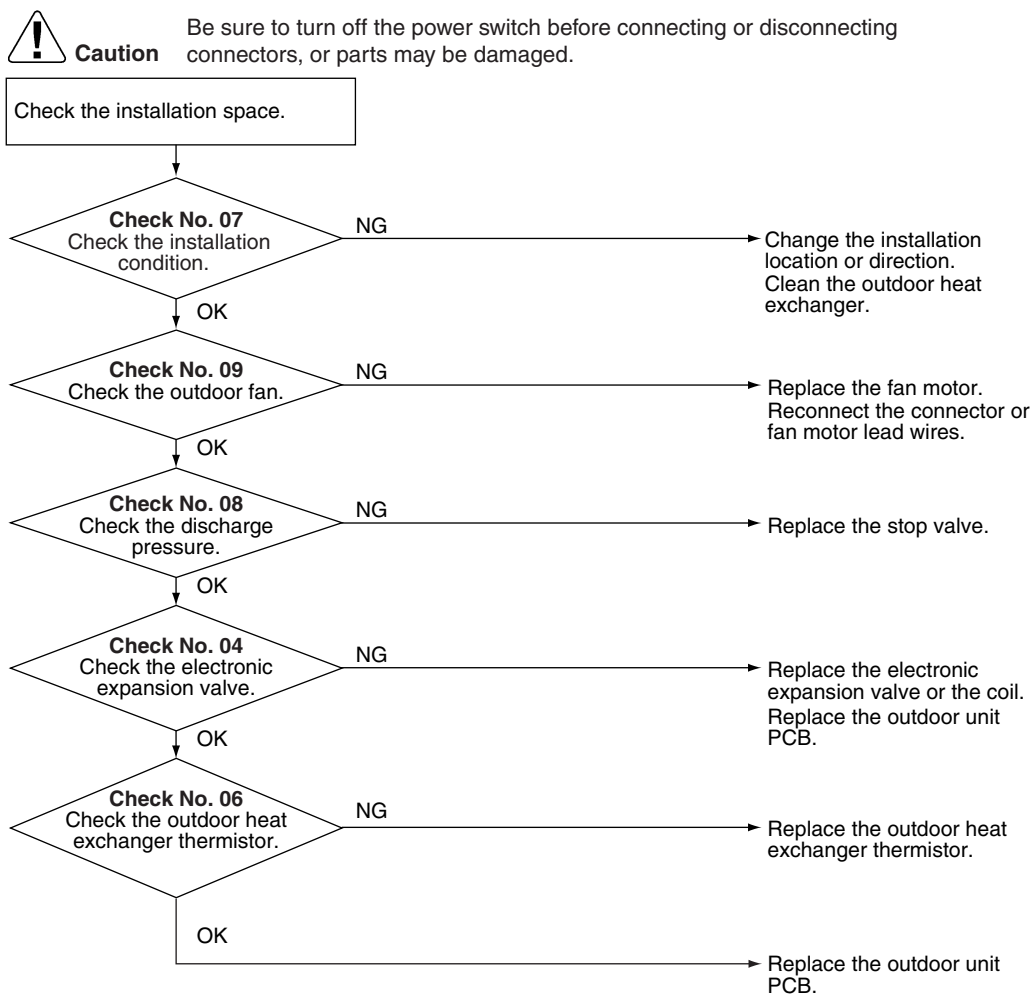 Be sure to turn off the power switch before connecting or disconnecting
Caution connectors, or parts may be damaged.
Check the installation space.
Check No. 07
Check the installation
condition.
NG
Change the installation
location or direction.
Clean the outdoor heat
exchanger.
OK
Check No. 09
Check the outdoor fan.
NG
Replace the fan motor.
Reconnect the connector or
fan motor lead wires.
OK
Check No. 08
Check the discharge
pressure.
NG
Replace the stop valve.
OK
Check No. 04
Check the electronic
expansion valve.
NG
Replace the electronic
expansion valve or the coil.
Replace the outdoor unit
PCB.
OK
Check No. 06
Check the outdoor heat
exchanger thermistor.
NG
Replace the outdoor heat
exchanger thermistor.
OK
Replace the outdoor unit
PCB.